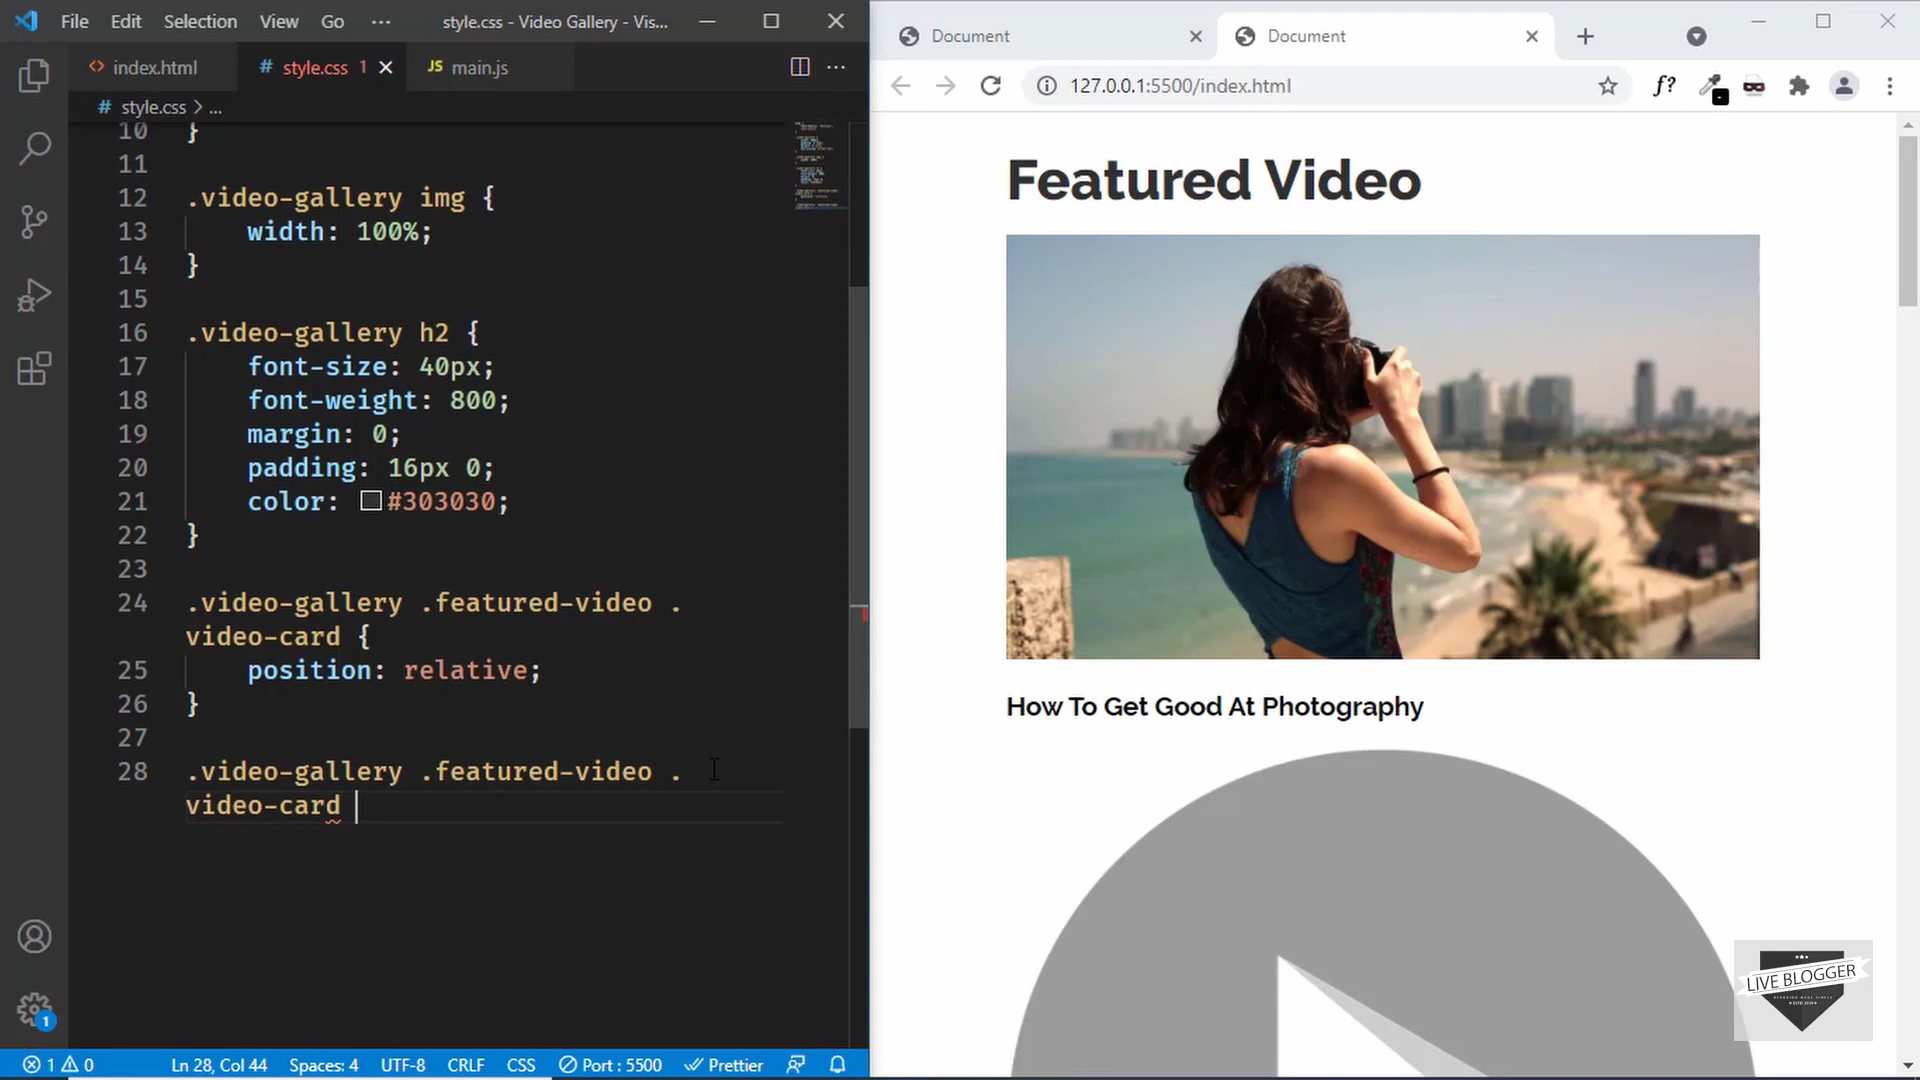 File Edit Selection View Go ··· style.css - Video Gallery - Vis...
index.html
# style.css 1
JS main.js
# style.css > ...
10 }
11
12 .video-gallery img {
13 width: 100%;
14 }
15
16 .video-gallery h2 {
17 font-size: 40px;
18 font-weight: 800;
19 margin: 0;
20 padding: 16px 0;
21 color: #303030;
22 }
23
24 .video-gallery .featured-video .
video-card {
25 position: relative;
26 }
27
28 .video-gallery .featured-video .
video-card
1
1 0 Ln 28, Col 44 Spaces: 4 UTF-8 CRLF CSS Port : 5500 Prettier
Document
Document
127.0.0.1:5500/index.html
f?
Featured Video
How To Get Good At Photography
LIVE BLOGGER